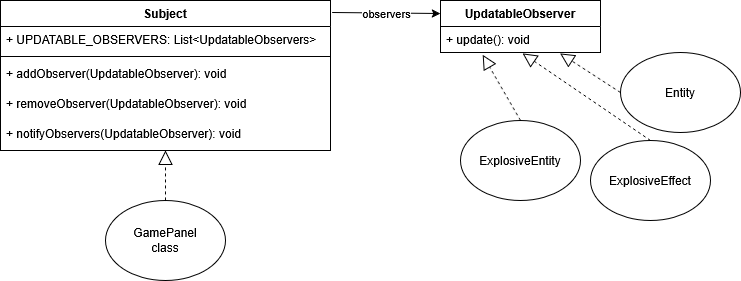 Subject
+ UPDATABLE_OBSERVERS: List<UpdatableObservers>
+ addObserver(UpdatableObserver): void
+ removeObserver(UpdatableObserver): void
+ notifyObservers(UpdatableObserver): void
observers
UpdatableObserver
+ update(): void
Entity
ExplosiveEntity
ExplosiveEffect
GamePanel
class